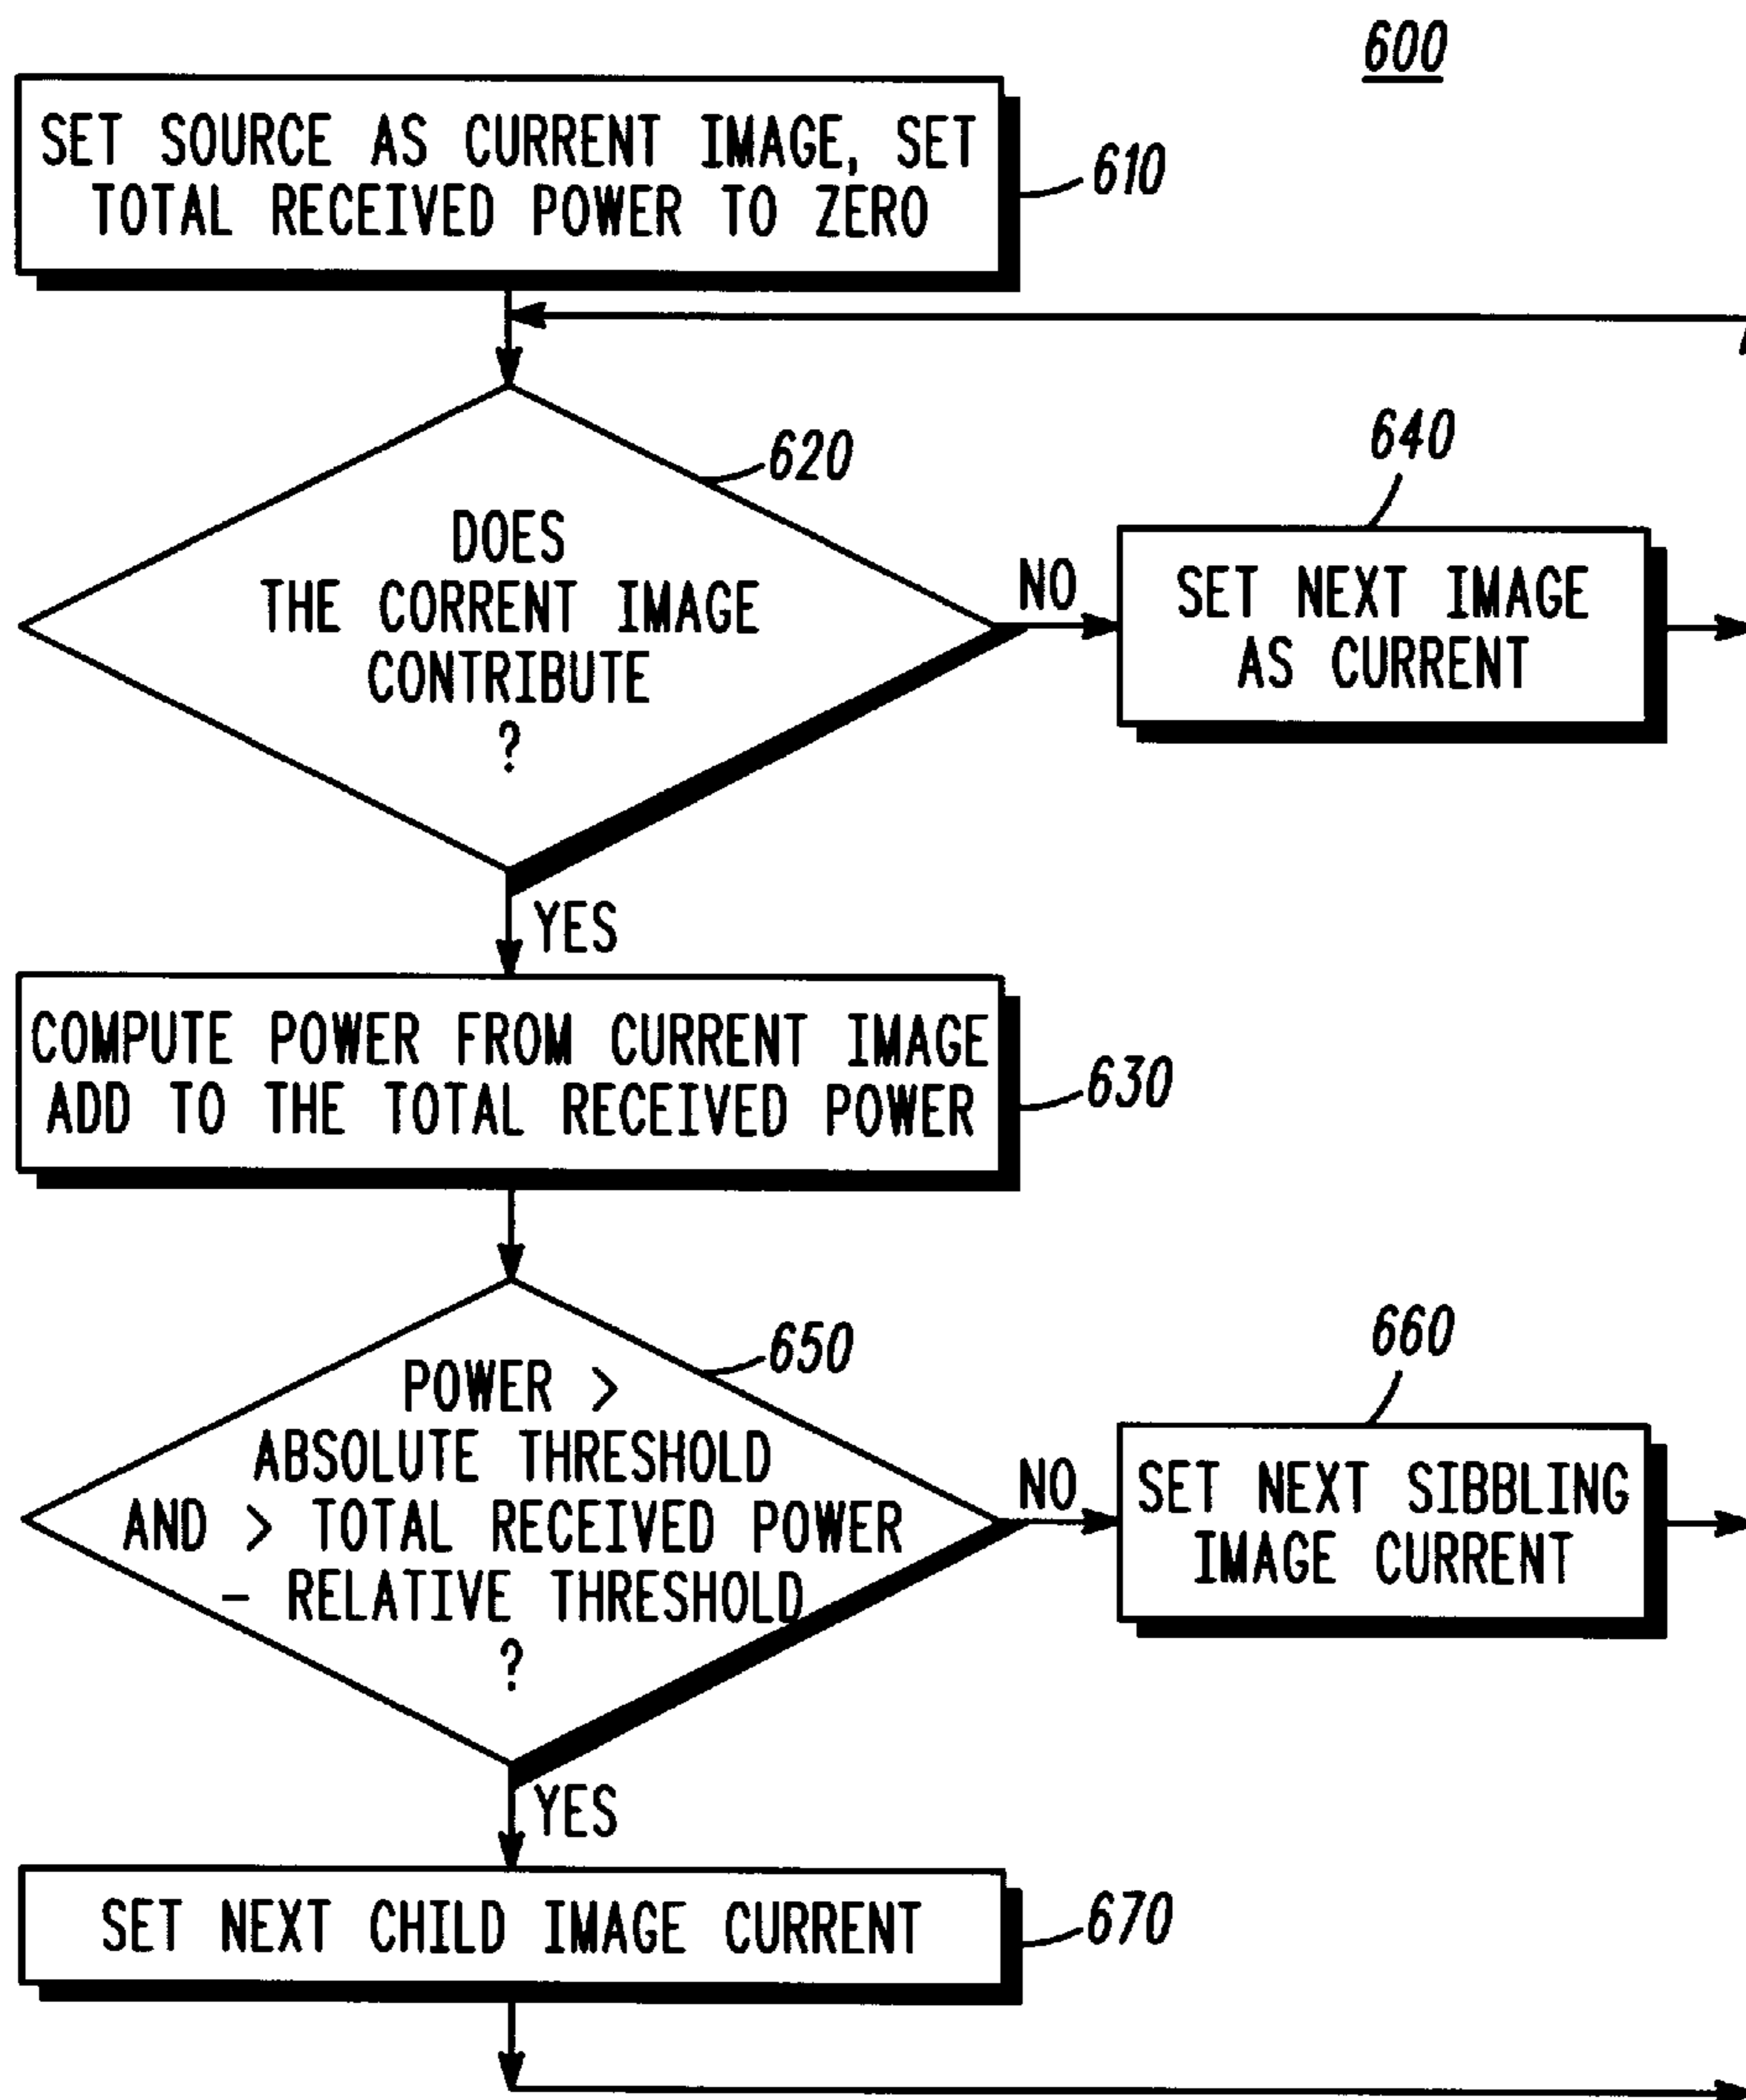 600
SET SOURCE AS CURRENT IMAGE, SET
TOTAL RECEIVED POWER TO ZERO
610
620
DOES
THE CORRENT IMAGE
CONTRIBUTE
?
NO
640
SET NEXT IMAGE
AS CURRENT
YES
COMPUTE POWER FROM CURRENT IMAGE
ADD TO THE TOTAL RECEIVED POWER
630
650
POWER >
ABSOLUTE THRESHOLD
AND > TOTAL RECEIVED POWER
- RELATIVE THRESHOLD
?
NO
660
SET NEXT SIBBLING
IMAGE CURRENT
YES
SET NEXT CHILD IMAGE CURRENT
670